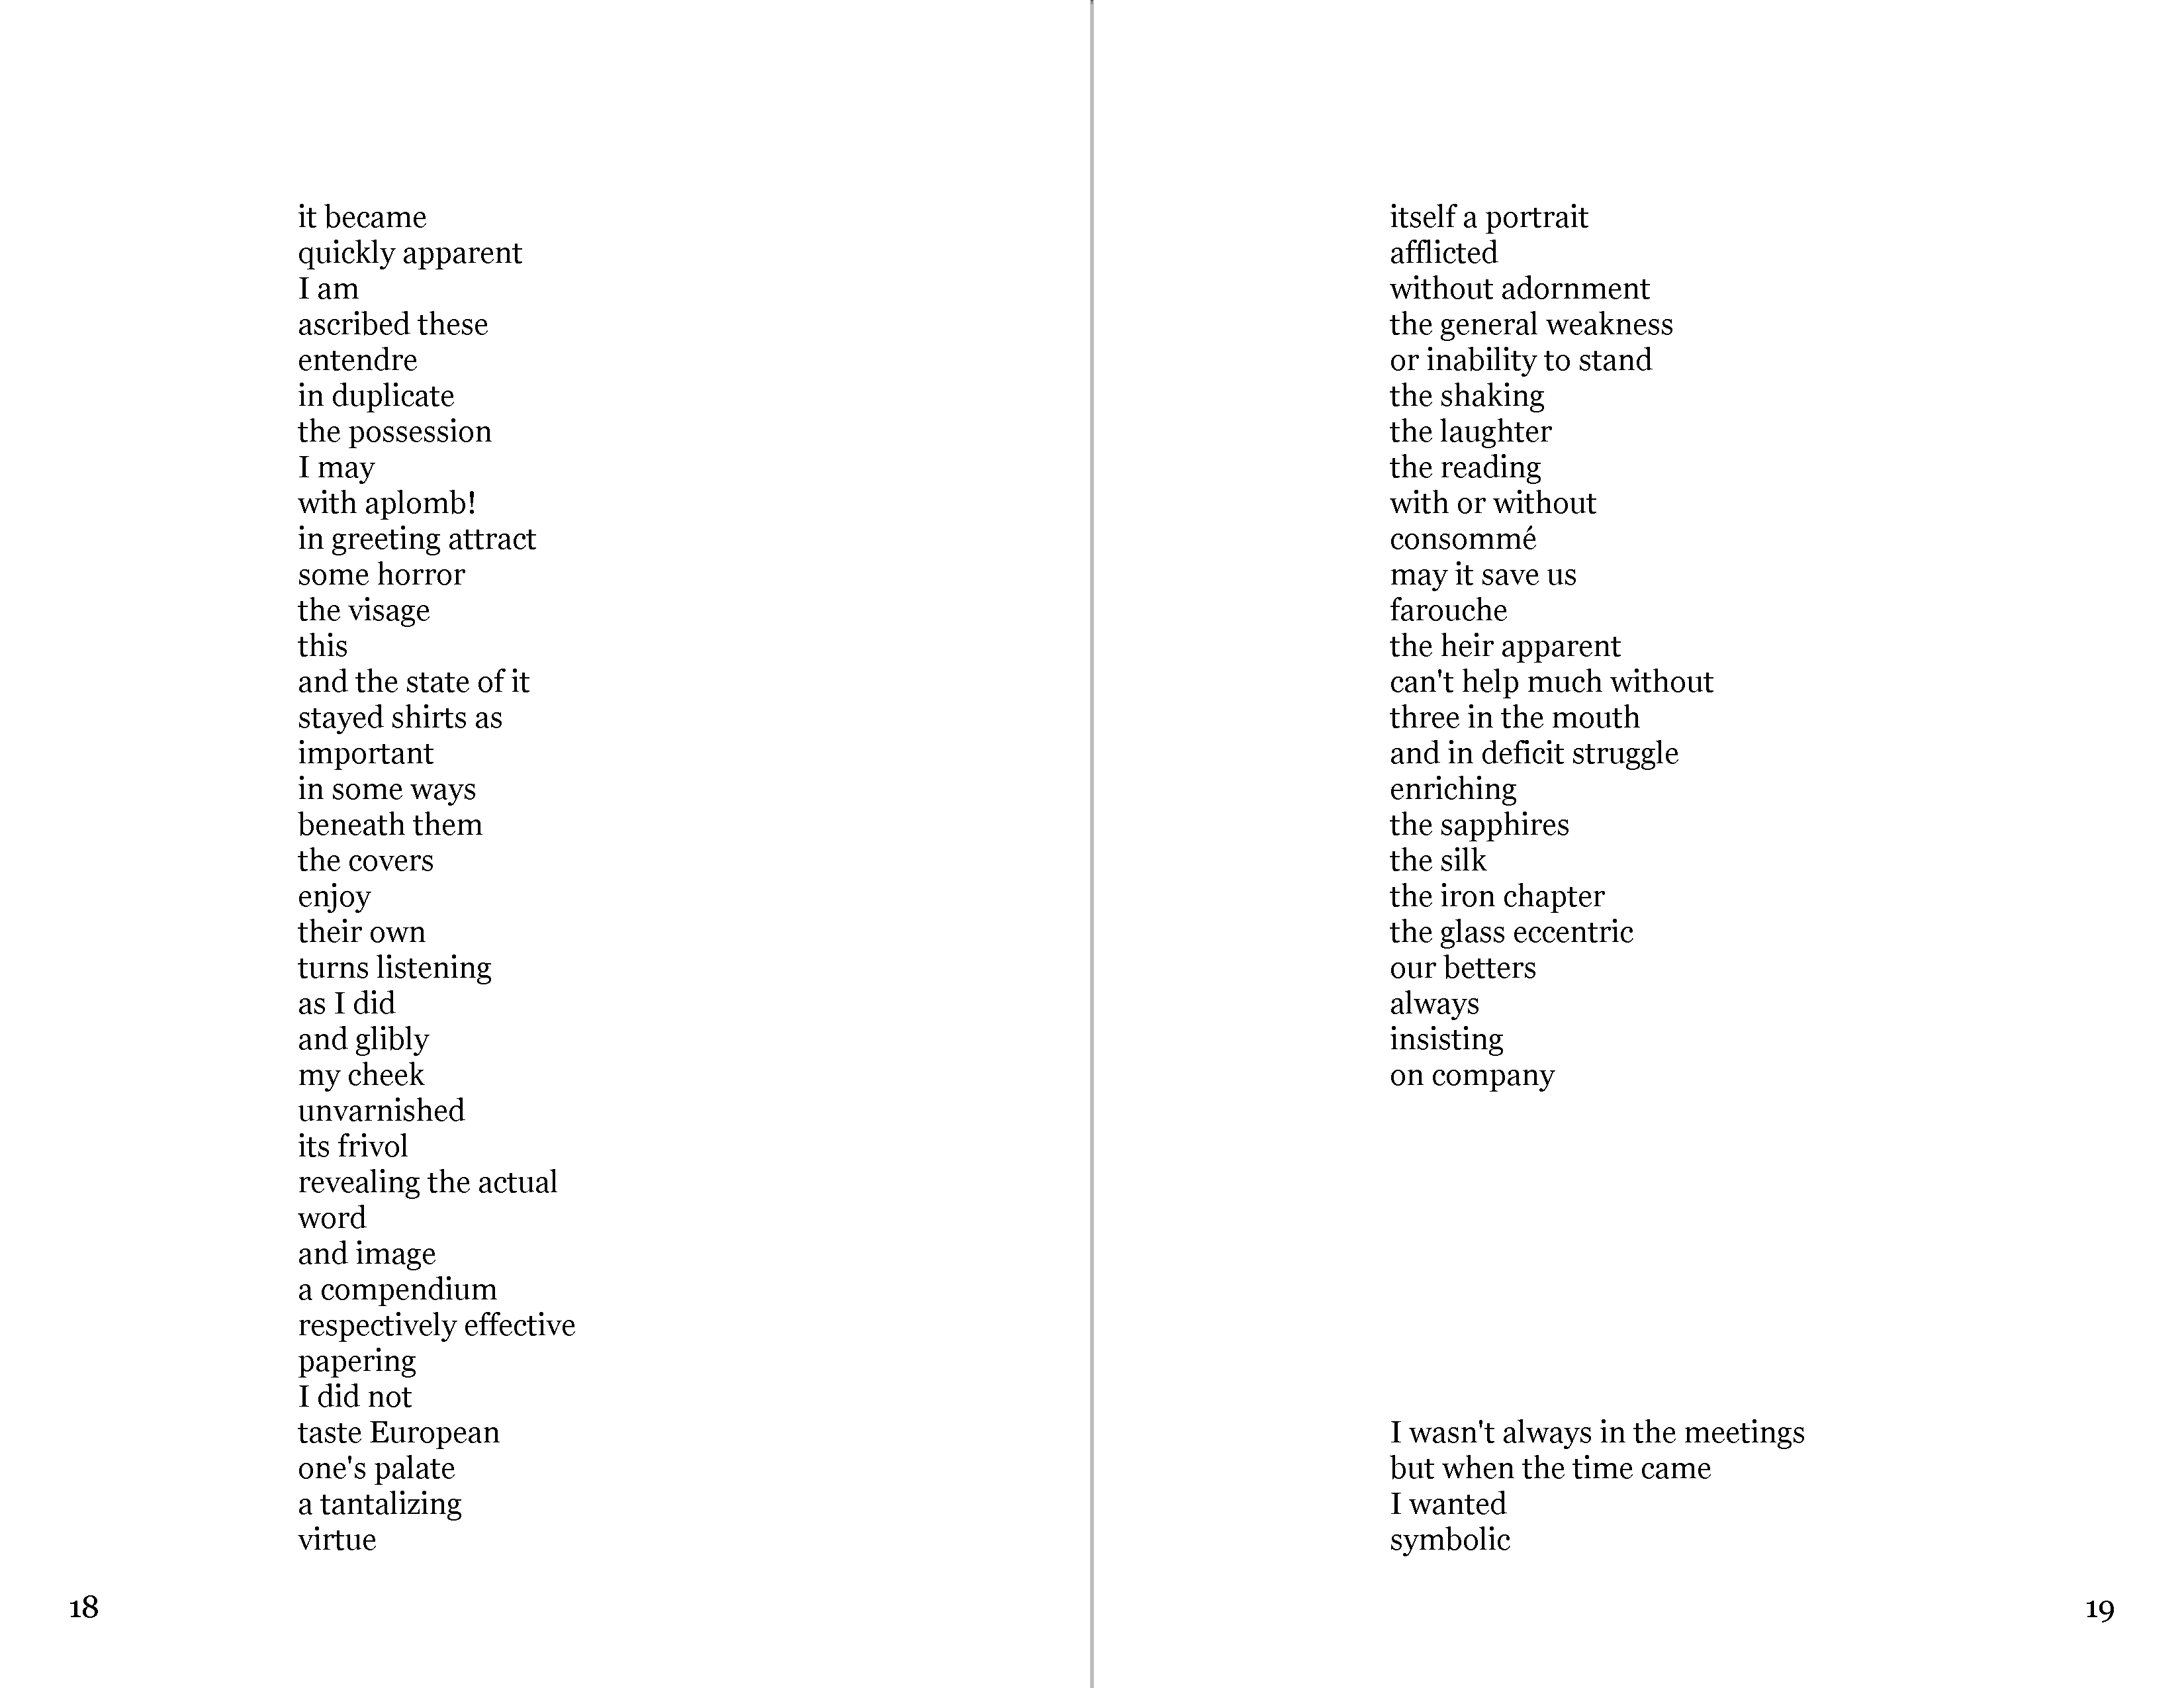 it became
quickly apparent
I am
ascribed these
entendre
in duplicate
the possession
I may
with aplomb!
in greeting attract
some horror
the visage
this
and the state of it
stayed shirts as
important
in some ways
beneath them
the covers
enjoy
their own
turns listening
as I did
and glibly
my cheek
unvarnished
its frivol
revealing the actual
word
and image
a compendium
respectively effective
papering
I did not
taste European
one's palate
a tantalizing
virtue
18
itself a portrait
afflicted
without adornment
the general weakness
or inability to stand
the shaking
the laughter
the reading
with or without
consommé
may it save us
farouche
the heir apparent
can't help much without
three in the mouth
and in deficit struggle
enriching
the sapphires
the silk
the iron chapter
the glass eccentric
our betters
always
insisting
on company
I wasn't always in the meetings
but when the time came
I wanted
symbolic
19